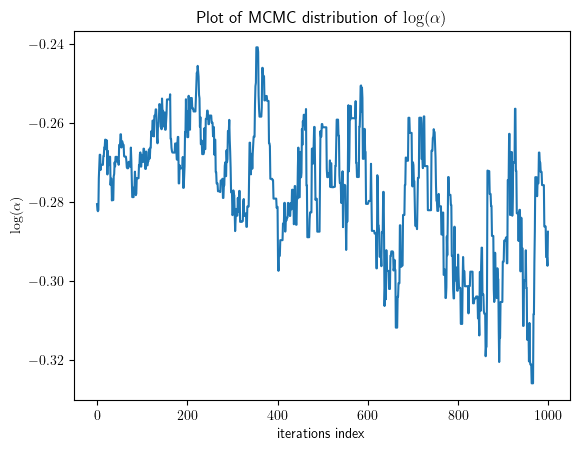 Plot of MCMC distribution of log(α)
−0.24
−0.26
−0.28
−0.30
−0.32
log(α)
0 200 400 600 800 1000
iterations index